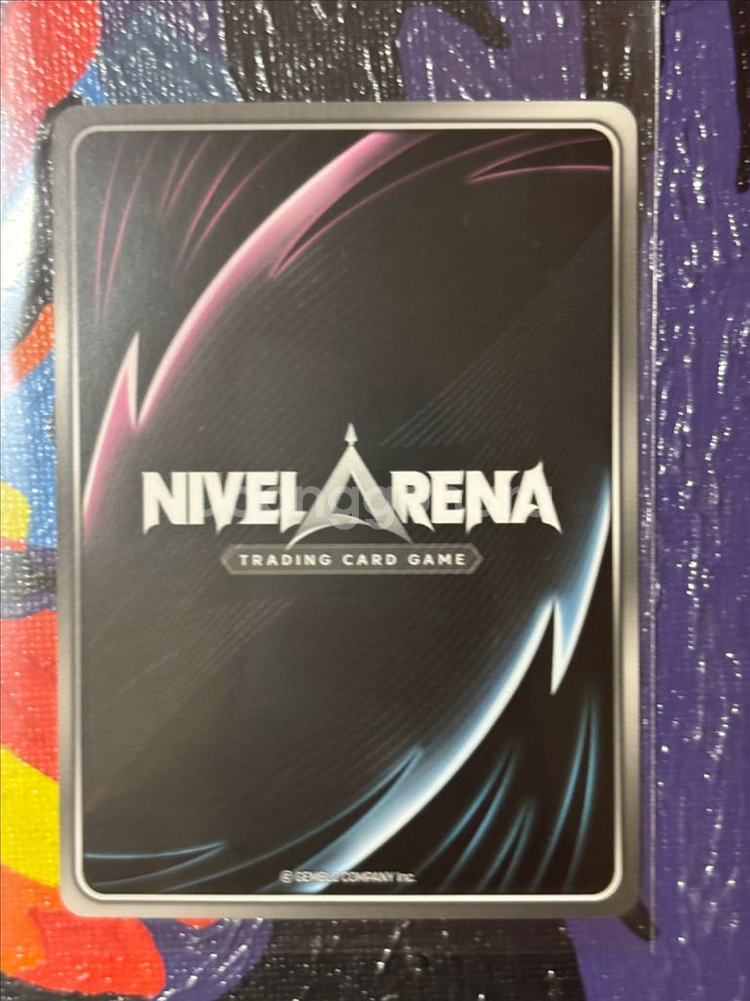 NIVEL ARENA
TRADING CARD GAME
© GEMBLO COMPANY Inc.